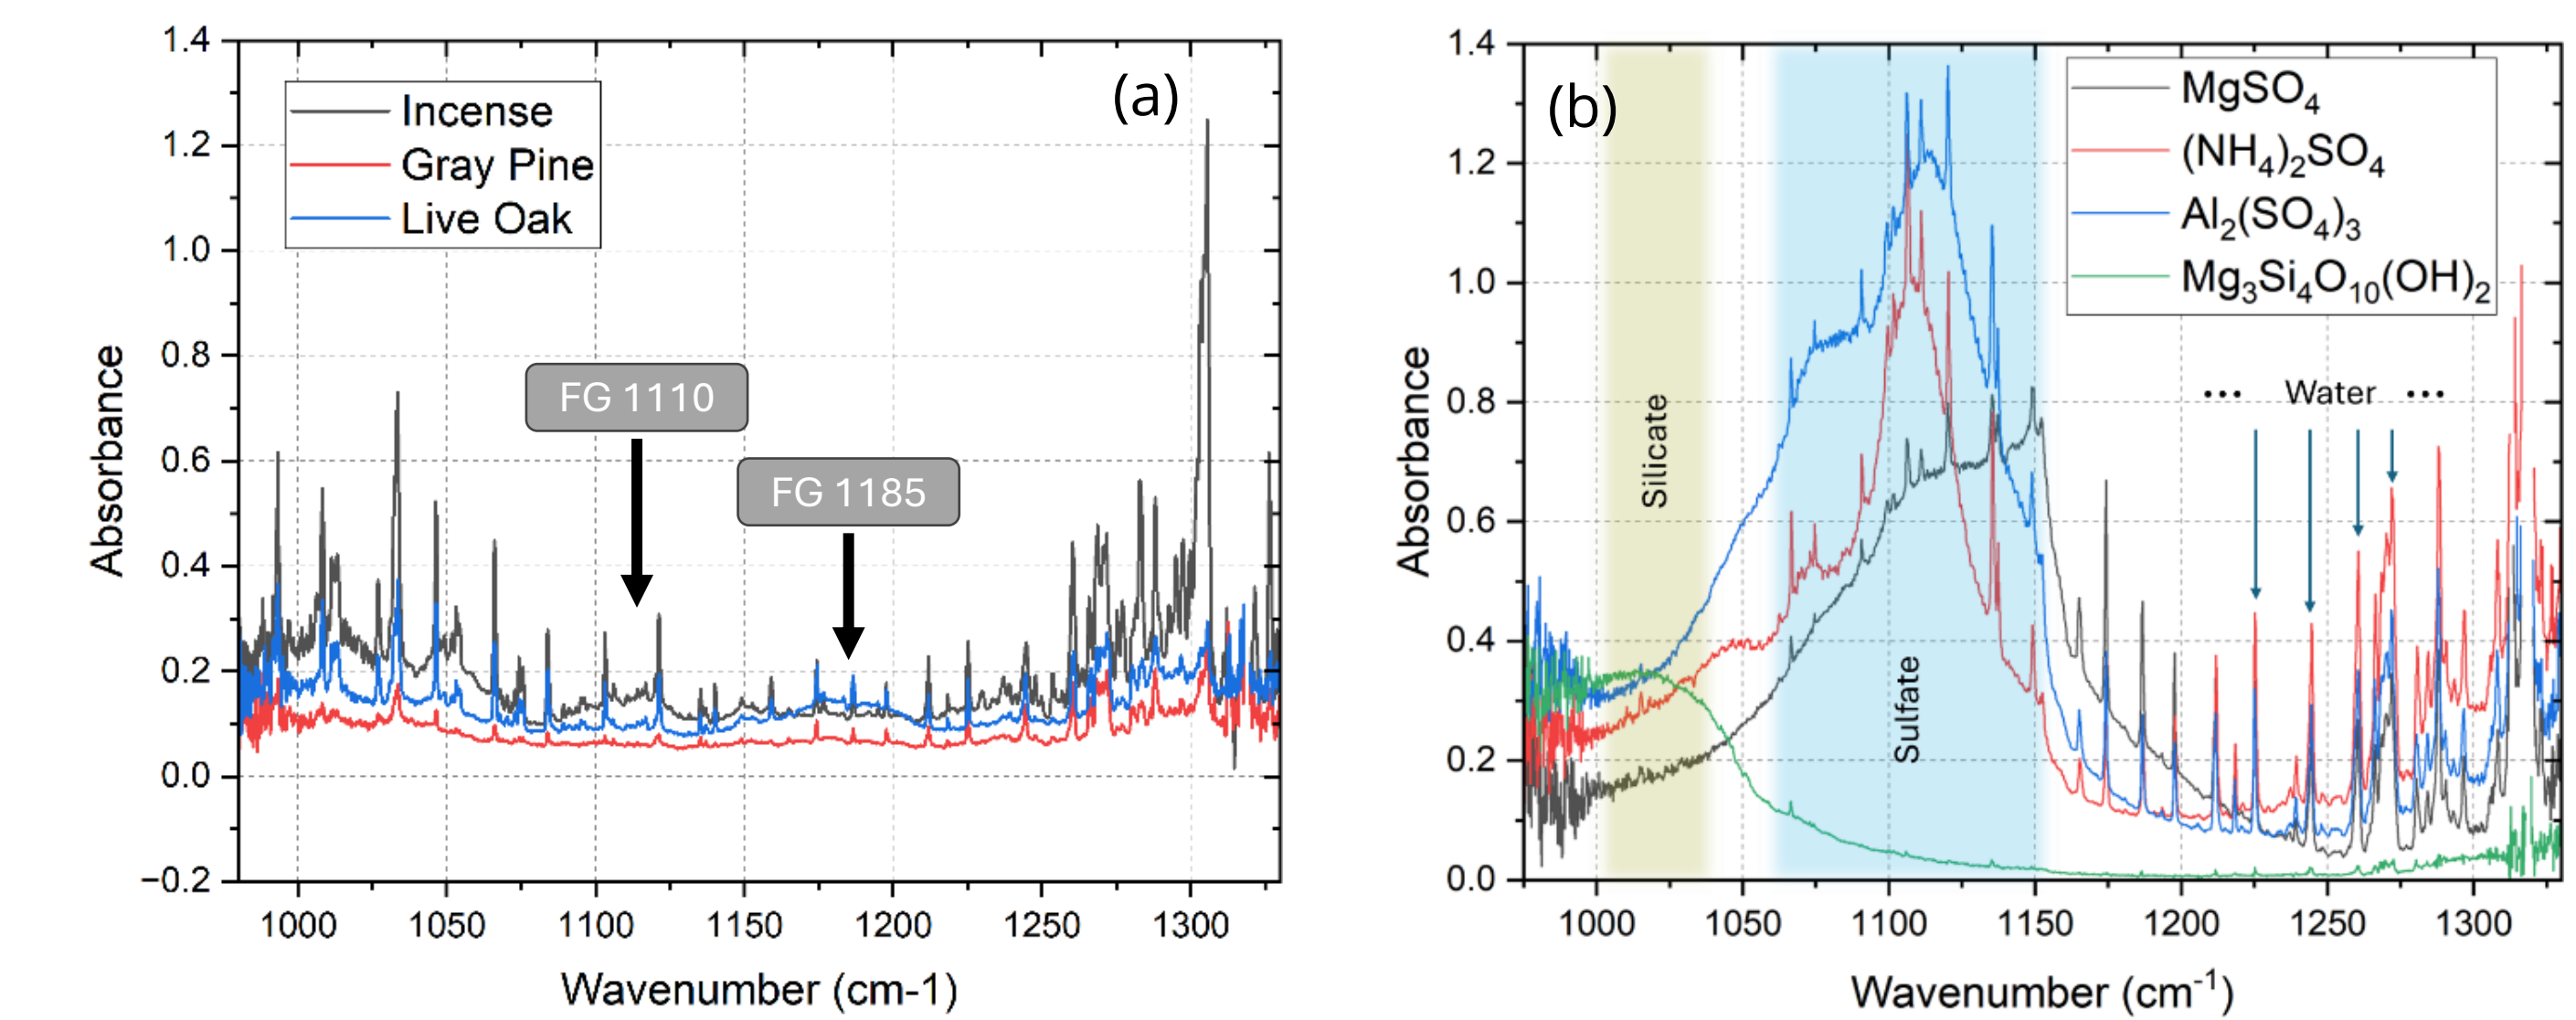 (a)
Incense
Gray Pine
Live Oak
FG 1110
FG 1185
1.4
1.2
1.0
0.8
0.6
0.4
0.2
0.0
−0.2
Absorbance
1000 1050 1100 1150 1200 1250 1300
Wavenumber (cm-1)
(b)
MgSO₄
(NH₄)₂SO₄
Al₂(SO₄)₃
Mg₃Si₄O₁₀(OH)₂
Silicate
Sulfate
••• Water •••
1.4
1.2
1.0
0.8
0.6
0.4
0.2
0.0
Absorbance
1000 1050 1100 1150 1200 1250 1300
Wavenumber (cm⁻¹)